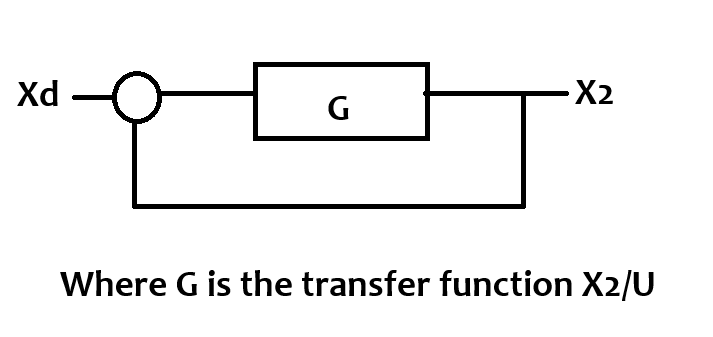 Xd
G
X2
Where G is the transfer function X2/U